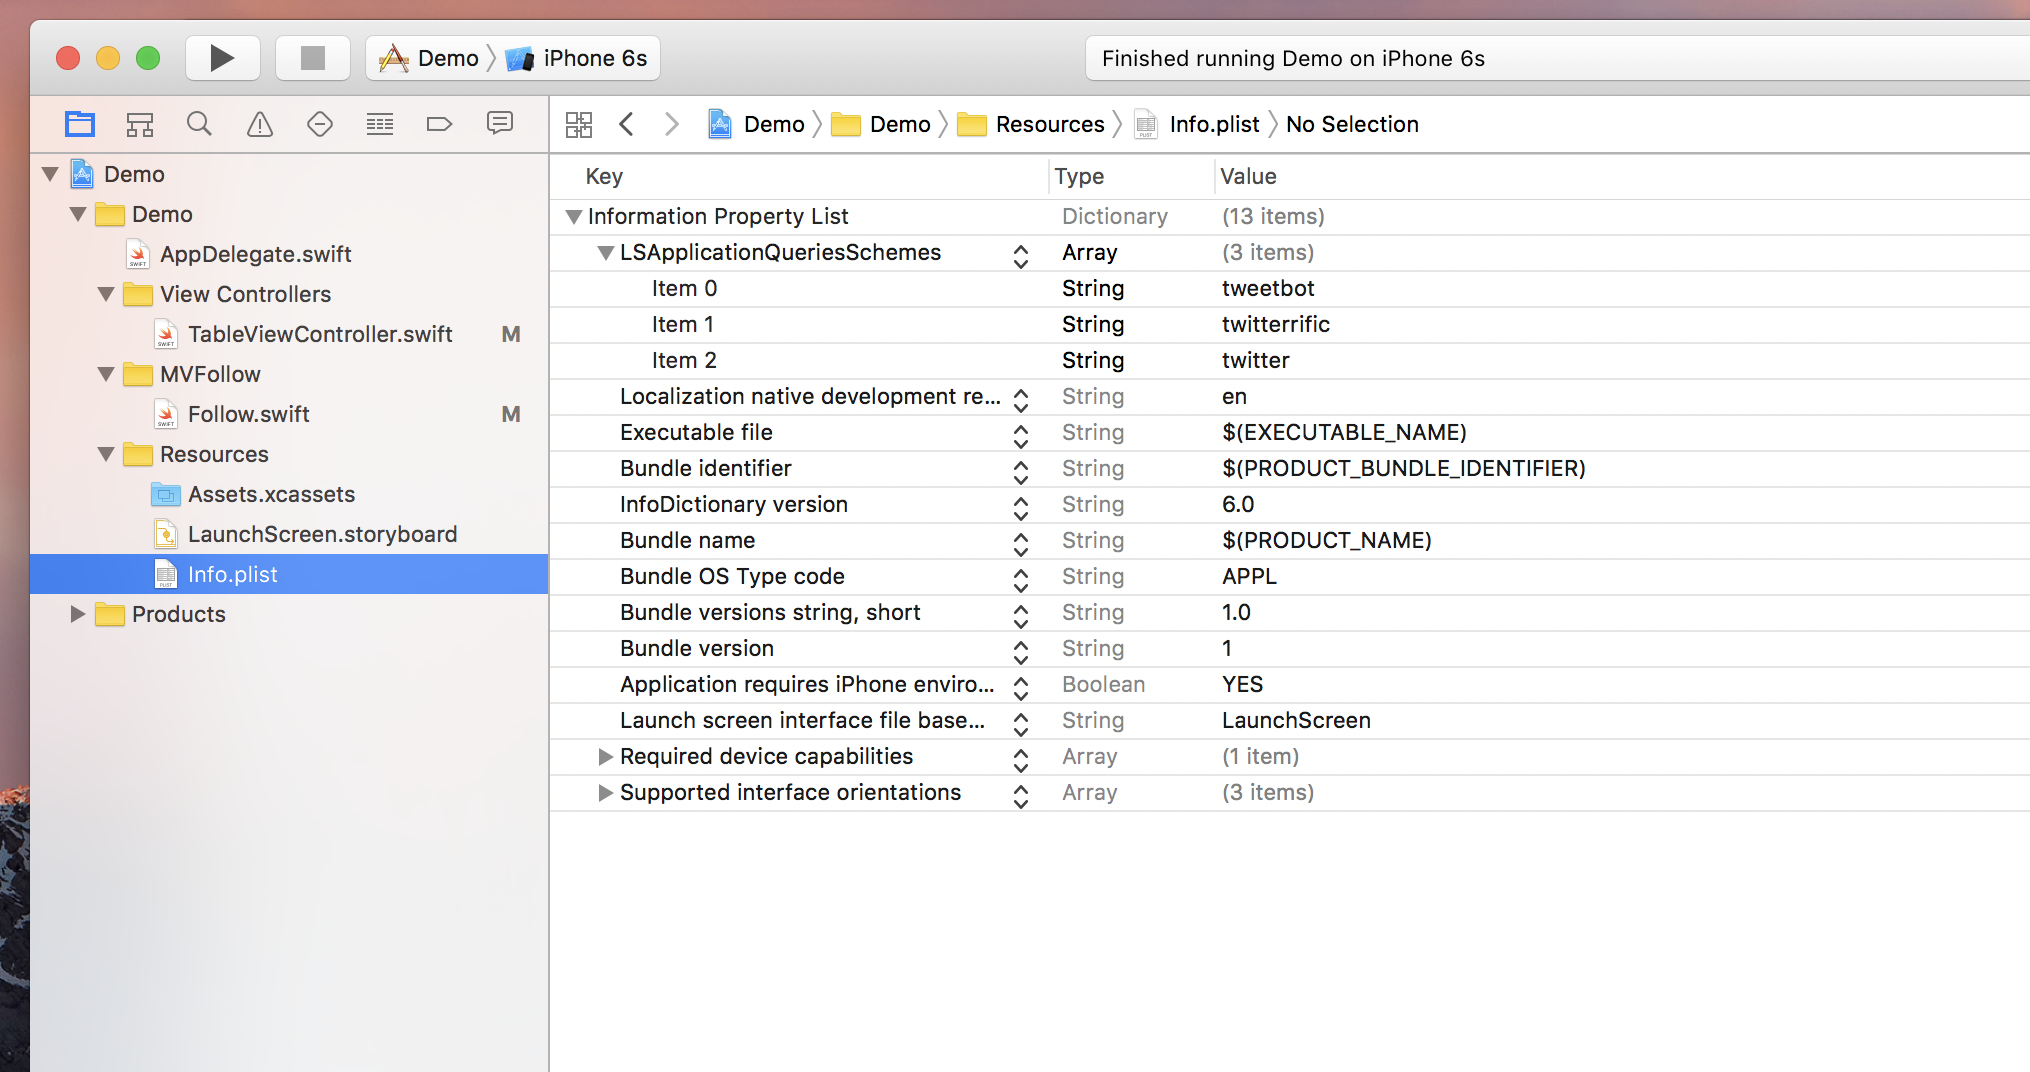 Demo iPhone 6s
Finished running Demo on iPhone 6s
Demo Demo Resources Info.plist No Selection
Demo
Demo
AppDelegate.swift
View Controllers
TableViewController.swift M
MVFollow
Follow.swift M
Resources
Assets.xcassets
LaunchScreen.storyboard
Info.plist
Products
Key Type Value
Information Property List Dictionary (13 items)
LSApplicationQueriesSchemes Array (3 items)
Item 0 String tweetbot
Item 1 String twitterrific
Item 2 String twitter
Localization native development re... String en
Executable file String $(EXECUTABLE_NAME)
Bundle identifier String $(PRODUCT_BUNDLE_IDENTIFIER)
InfoDictionary version String 6.0
Bundle name String $(PRODUCT_NAME)
Bundle OS Type code String APPL
Bundle versions string, short String 1.0
Bundle version String 1
Application requires iPhone enviro... Boolean YES
Launch screen interface file base... String LaunchScreen
Required device capabilities Array (1 item)
Supported interface orientations Array (3 items)